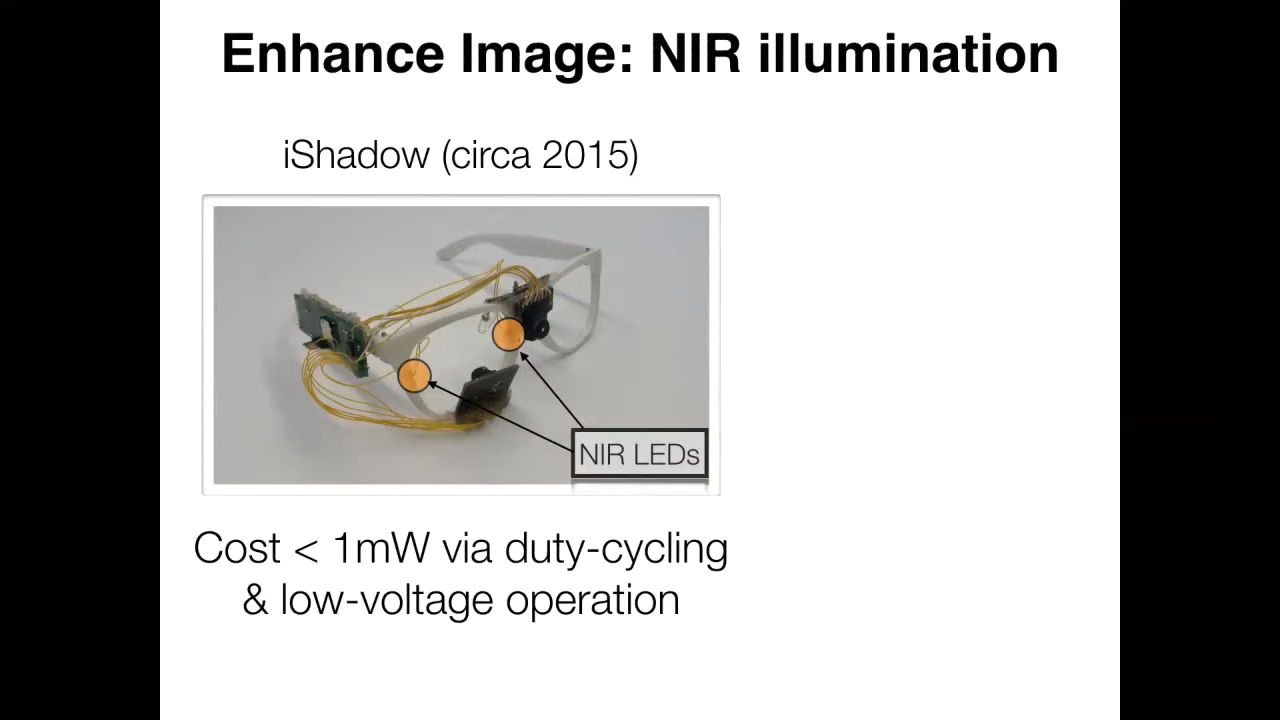 Enhance Image: NIR illumination
iShadow (circa 2015)
NIR LEDs
Cost < 1mW via duty-cycling
& low-voltage operation